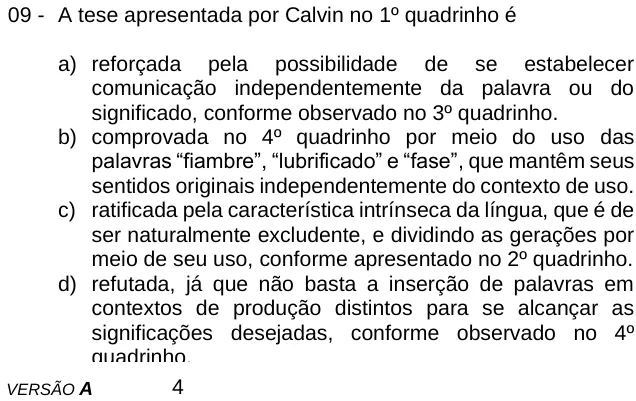 09 - A tese apresentada por Calvin no 1º quadrinho é
a) reforçada pela possibilidade de se estabelecer
comunicação independentemente da palavra ou do
significado, conforme observado no 3º quadrinho.
b) comprovada no 4º quadrinho por meio do uso das
palavras “fiambre”, “lubrificado” e “fase”, que mantêm seus
sentidos originais independentemente do contexto de uso.
c) ratificada pela característica intrínseca da língua, que é de
ser naturalmente excludente, e dividindo as gerações por
meio de seu uso, conforme apresentado no 2º quadrinho.
d) refutada, já que não basta a inserção de palavras em
contextos de produção distintos para se alcançar as
significações desejadas, conforme observado no 4º
quadrinho.
VERSÃO A 4